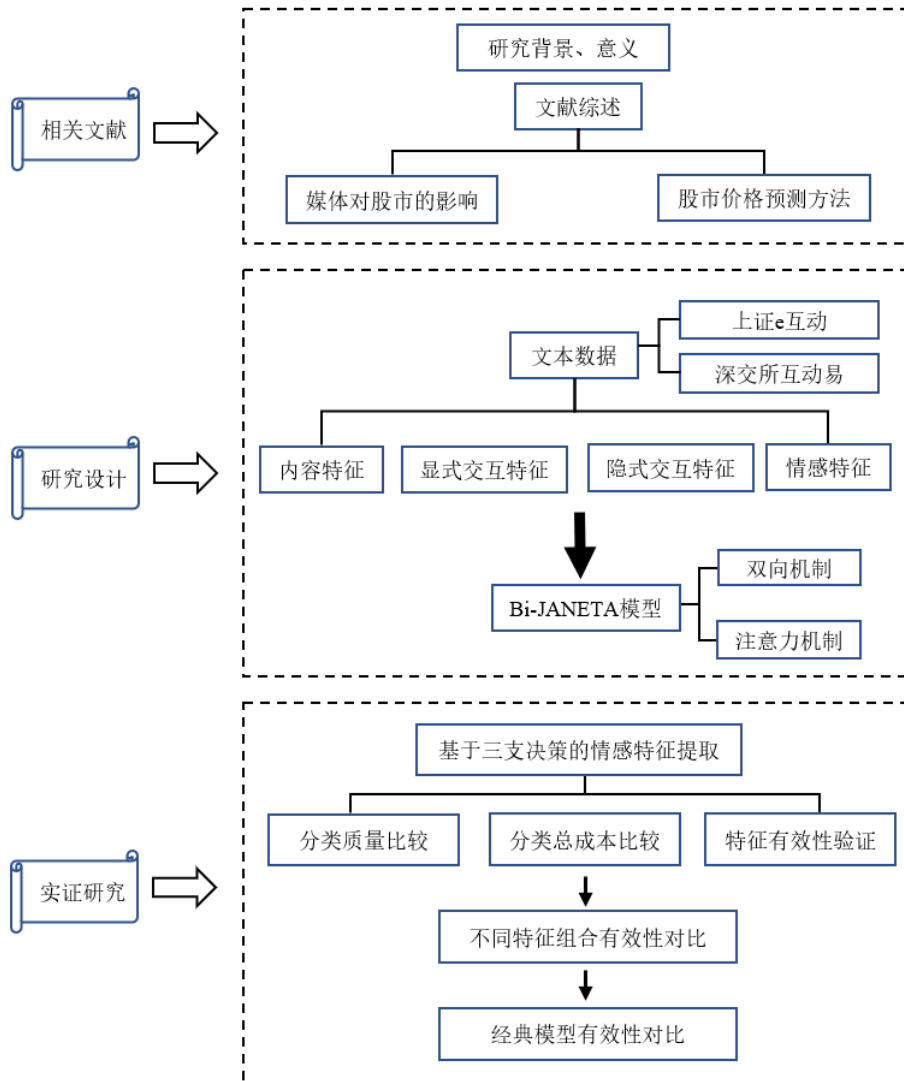 研究背景、意义
文献综述
相关文献
媒体对股市的影响
股市价格预测方法
上证e互动
文本数据
深交所互动易
内容特征
显式交互特征
隐式交互特征
情感特征
研究设计
双向机制
Bi-JANETA模型
注意力机制
基于三支决策的情感特征提取
分类质量比较
分类总成本比较
特征有效性验证
实证研究
不同特征组合有效性对比
经典模型有效性对比